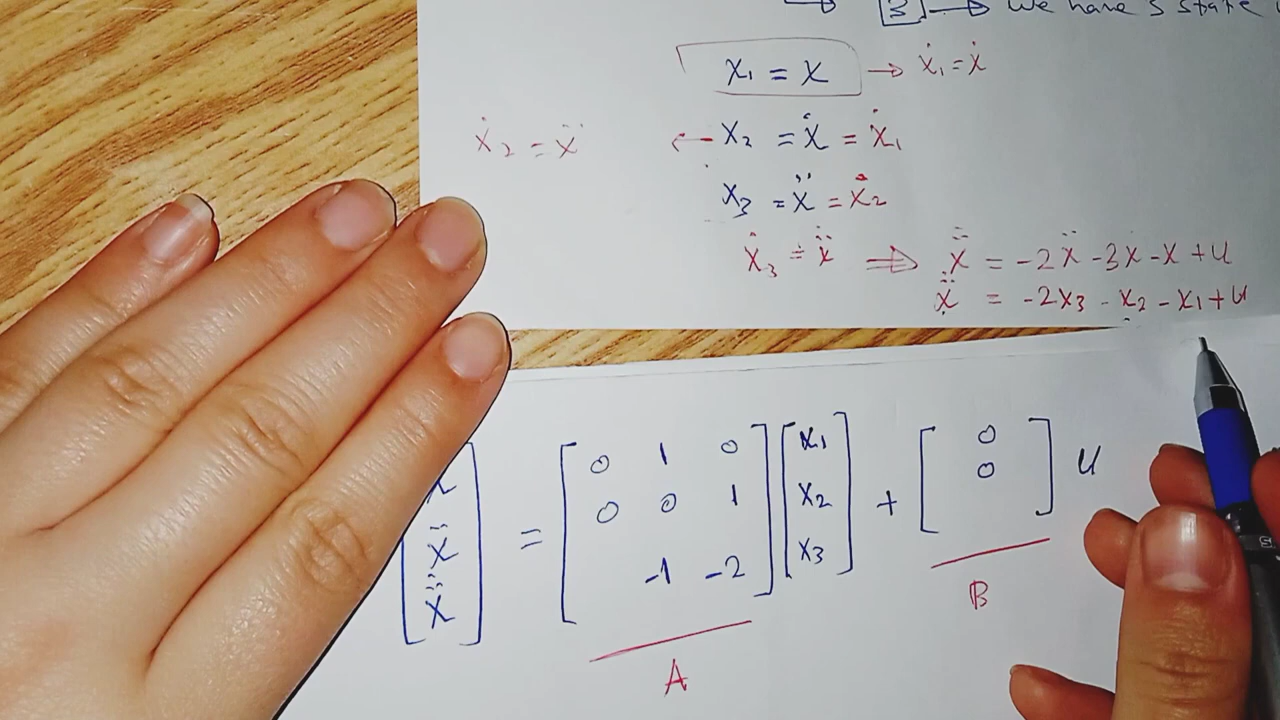 [3] → We have 3 state
x₁ = x → ẋ₁ = ẋ
ẋ₂ = ẍ ← x₂ = ẋ = ẋ₁
x₃ = ẍ = ẋ₂
ẋ₃ = x⃛ ⇒ x⃛ = -2ẍ -3ẋ - x + u
x⃛ = -2x₃ - x₂ - x₁ + u
[ẋ ẍ x⃛] = [0 1 0; 0 0 1; -1 -2] [x₁ x₂ x₃] + [0 0] u
A B